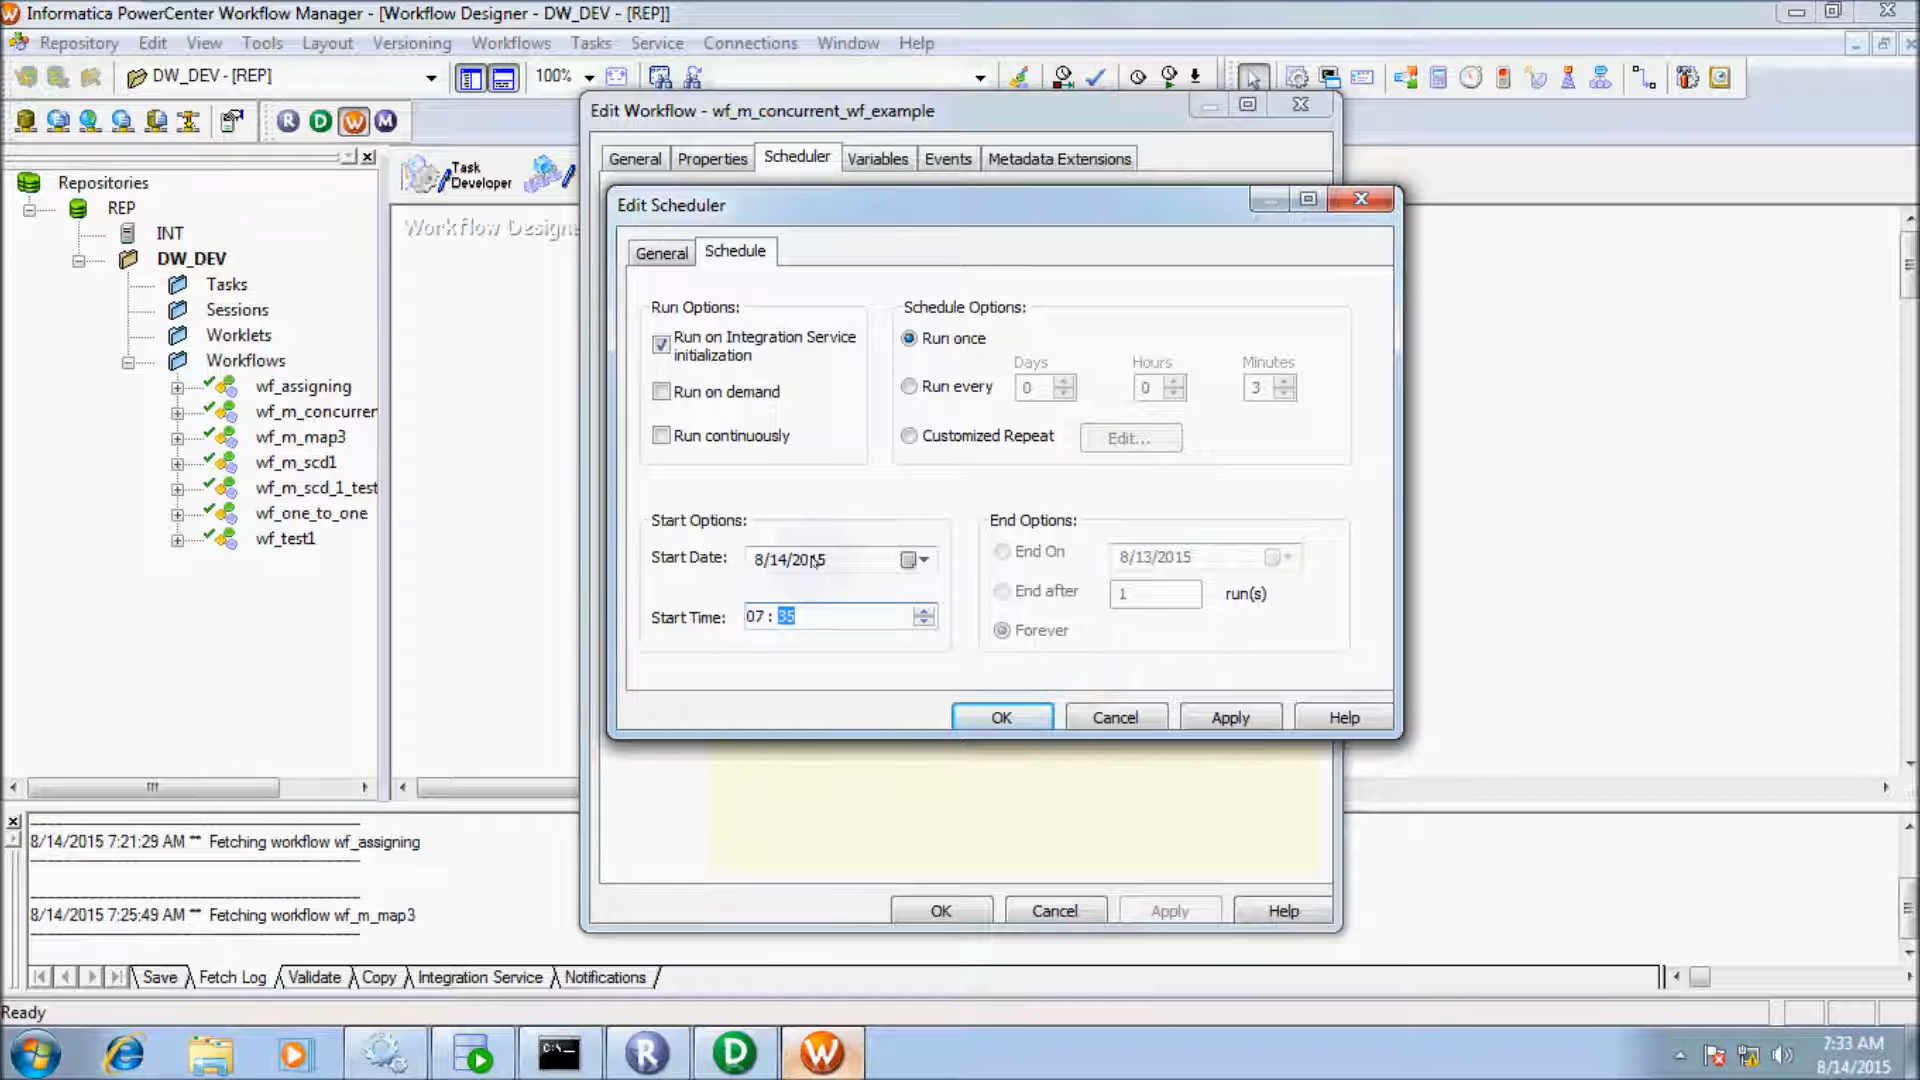 Informatica PowerCenter Workflow Manager - [Workflow Designer - DW_DEV - [REP]]
Repository Edit View Tools Layout Versioning Workflows Tasks Service Connections Window Help
DW_DEV - [REP] 100%
R D W M
Repositories
REP
INT
DW_DEV
Tasks
Sessions
Worklets
Workflows
wf_assigning
wf_m_concurrer
wf_m_map3
wf_m_scd1
wf_m_scd_1_test
wf_one_to_one
wf_test1
Task
Developer
Workflow Designe
Edit Workflow - wf_m_concurrent_wf_example
General Properties Scheduler Variables Events Metadata Extensions
Edit Scheduler
General Schedule
Run Options:
Run on Integration Service
initialization
Run on demand
Run continuously
Schedule Options:
Run once
Days Hours Minutes
Run every 0 0 3
Customized Repeat Edit...
Start Options:
Start Date: 8/14/2015
Start Time: 07 : 35
End Options:
End On 8/13/2015
End after 1 run(s)
Forever
OK Cancel Apply Help
OK Cancel Apply Help
8/14/2015 7:21:29 AM ** Fetching workflow wf_assigning
8/14/2015 7:25:49 AM ** Fetching workflow wf_m_map3
Save Fetch Log Validate Copy Integration Service Notifications
Ready
C:\.
R D W
7:33 AM
8/14/2015